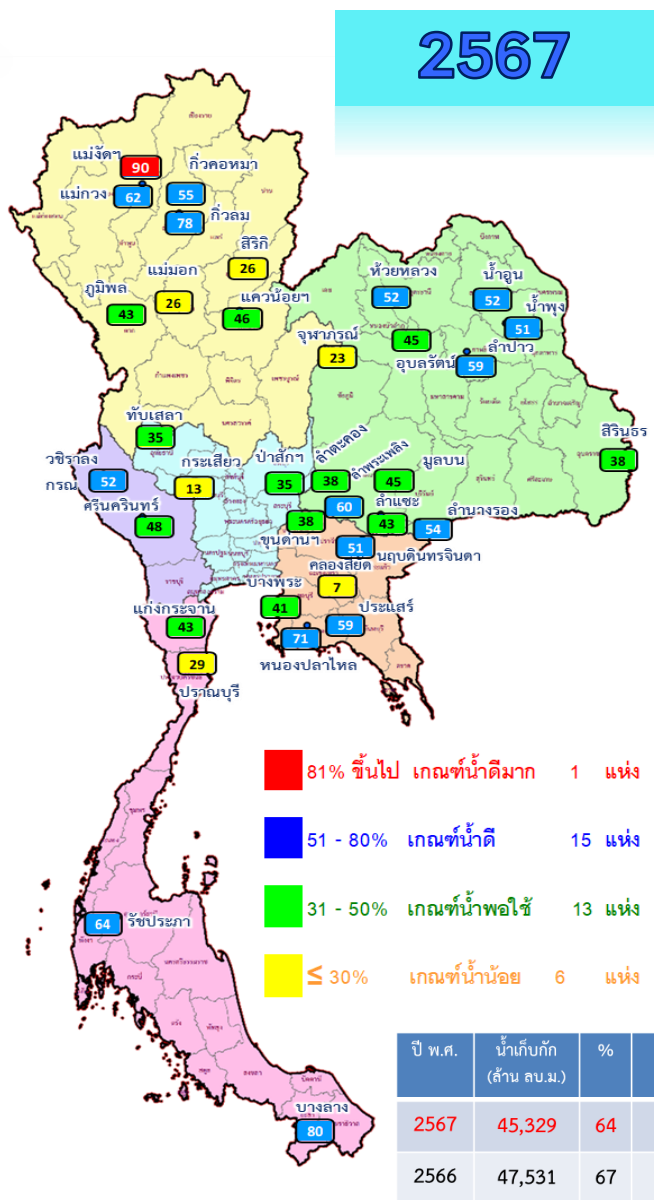 2567
แม่งัดฯ
90
กิ่วคอหมา
แม่กวง
62
55
กิ่วลม
78
สิริกิ
26
แม่มอก
26
ภูมิพล
43
แควน้อยฯ
46
ห้วยหลวง
52
น้ำอูน
52
น้ำพุง
51
จุฬาภรณ์
23
45
อุบลรัตน์
ลำปาว
59
ทับเสลา
35
สิรินธร
38
วชิราลง
กรณ
52
กระเสียว
13
ป่าสักฯ
35
ลำตะคอง
38
ลำพระเพลิง
60
มูลบน
45
ศรีนครินทร์
48
38
ขุนด่านฯ
ลำแซะ
43
ลำนางรอง
54
51
นฤบดินทรจินดา
คลองสียัด
7
บางพระ
41
แก่งกระจาน
43
ประแสร์
59
71
หนองปลาไหล
29
ปราณบุรี
81% ขึ้นไป เกณฑ์น้ำดีมาก 1 แห่ง
51 - 80% เกณฑ์น้ำดี 15 แห่ง
31 - 50% เกณฑ์น้ำพอใช้ 13 แห่ง
≤ 30% เกณฑ์น้ำน้อย 6 แห่ง
64
รัชประภา
บางลาง
80
ปี พ.ศ. น้ำเก็บกัก (ล้าน ลบ.ม.) %
2567 45,329 64
2566 47,531 67